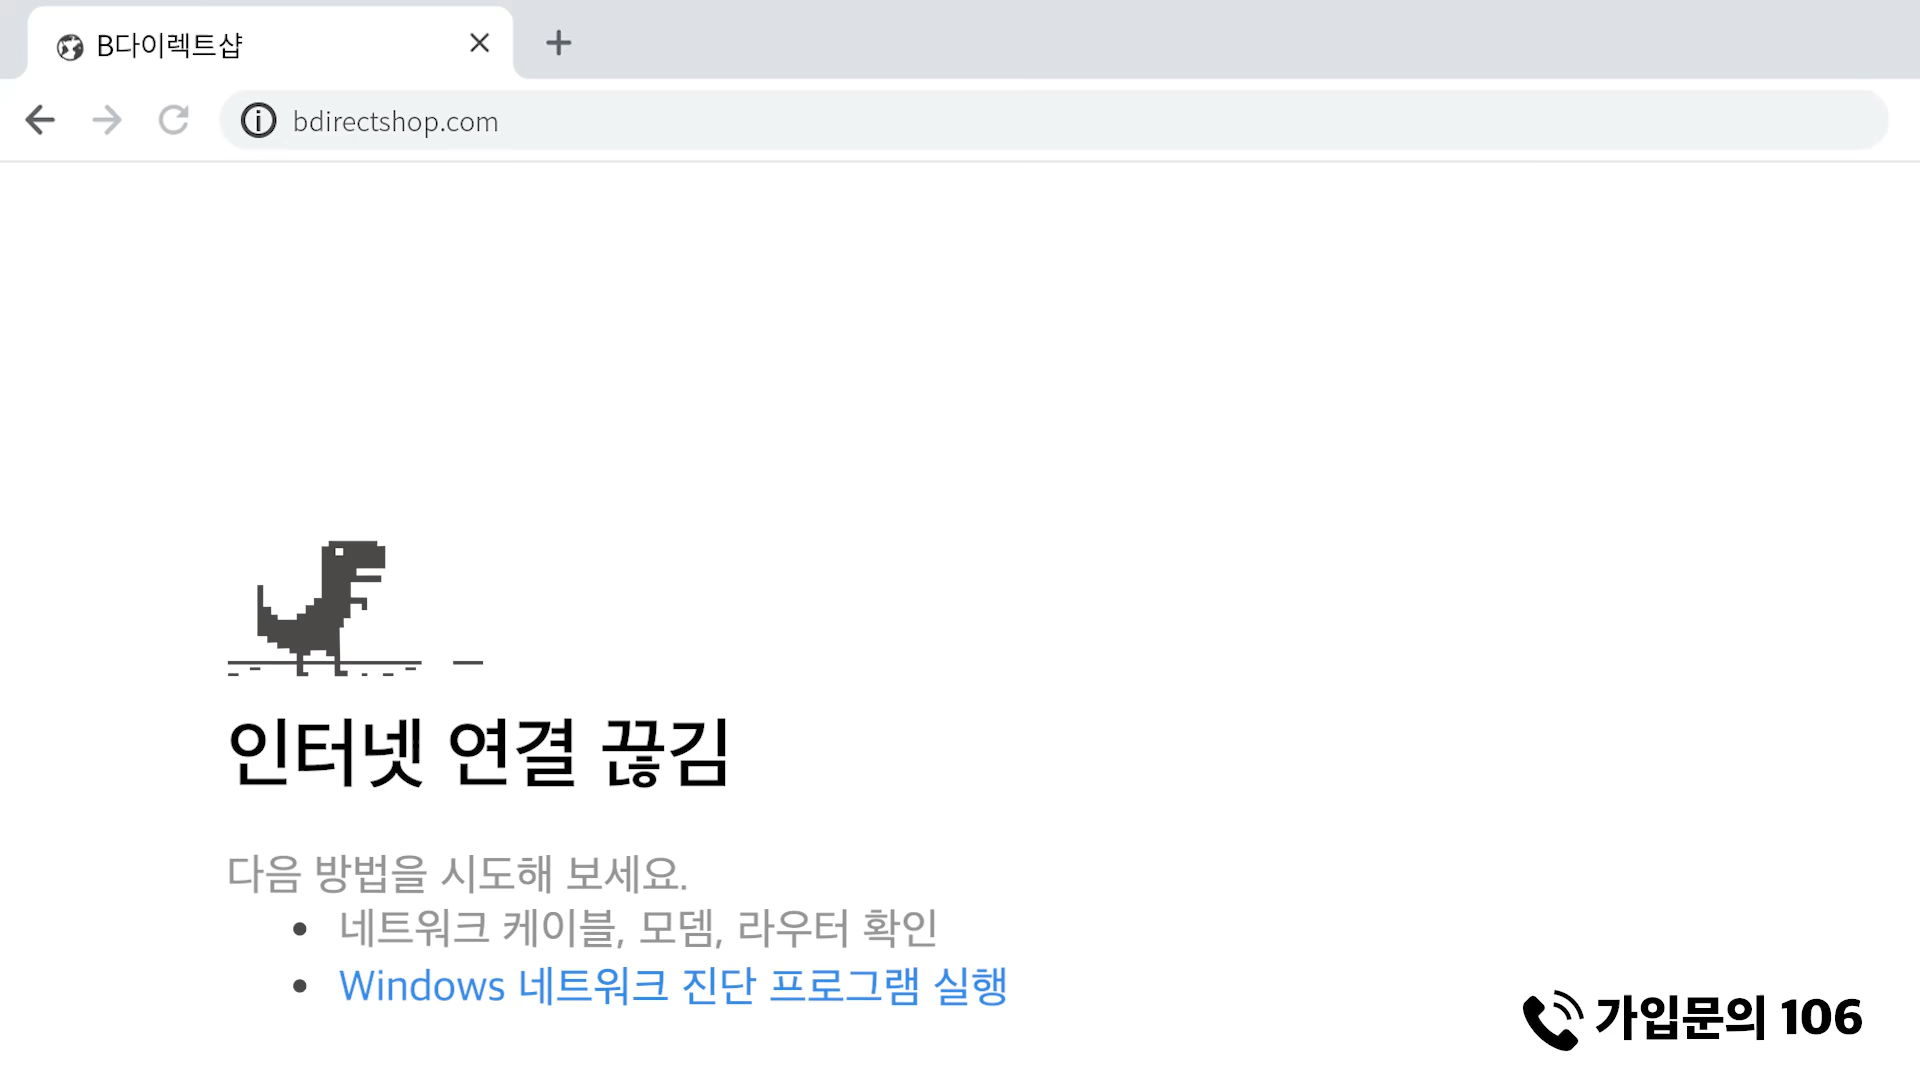 B다이렉트샵
bdirectshop.com
인터넷 연결 끊김
다음 방법을 시도해 보세요.
네트워크 케이블, 모뎀, 라우터 확인
Windows 네트워크 진단 프로그램 실행
가입문의 106